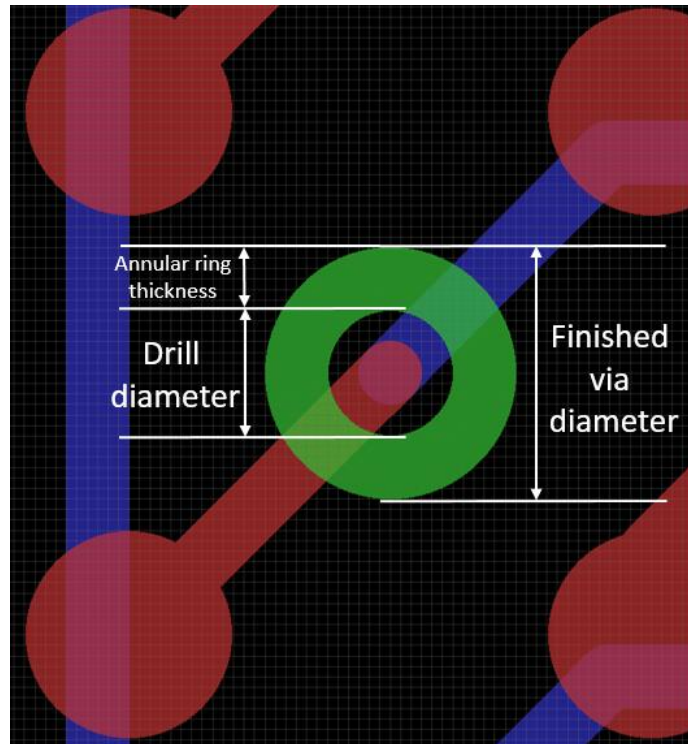 Annular ring
thickness
Drill
diameter
Finished
via
diameter